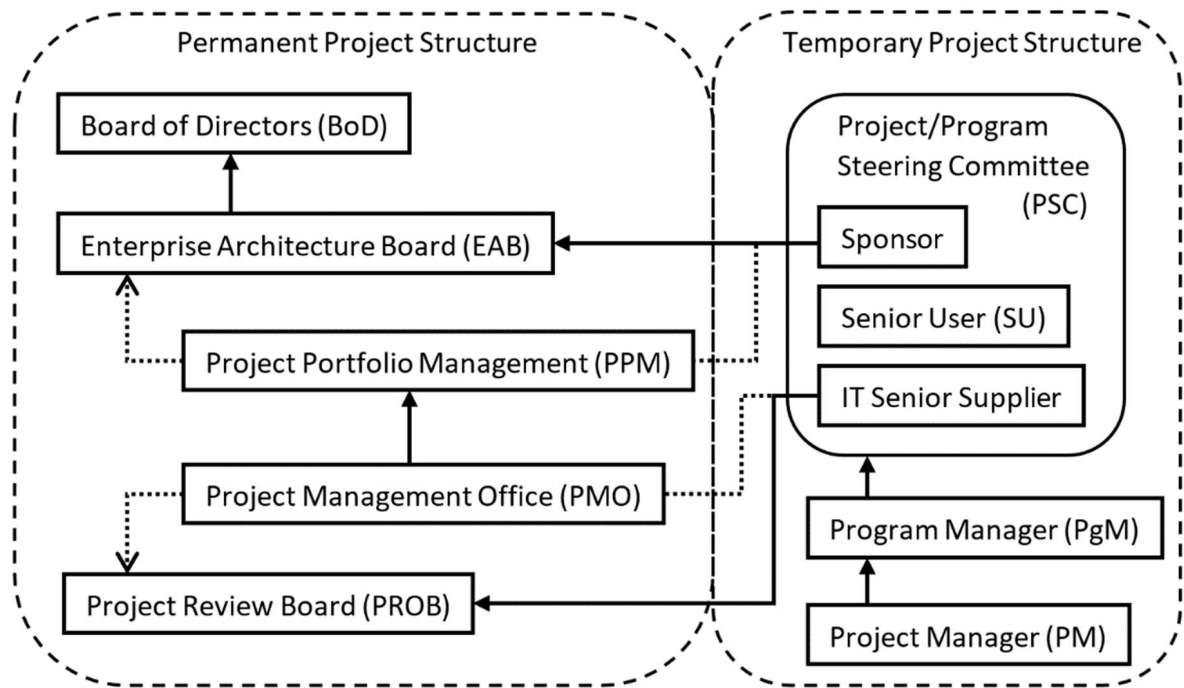 Permanent Project Structure
Board of Directors (BoD)
Enterprise Architecture Board (EAB)
Project Portfolio Management (PPM)
Project Management Office (PMO)
Project Review Board (PROB)
Temporary Project Structure
Project/Program
Steering Committee
(PSC)
Sponsor
Senior User (SU)
IT Senior Supplier
Program Manager (PgM)
Project Manager (PM)